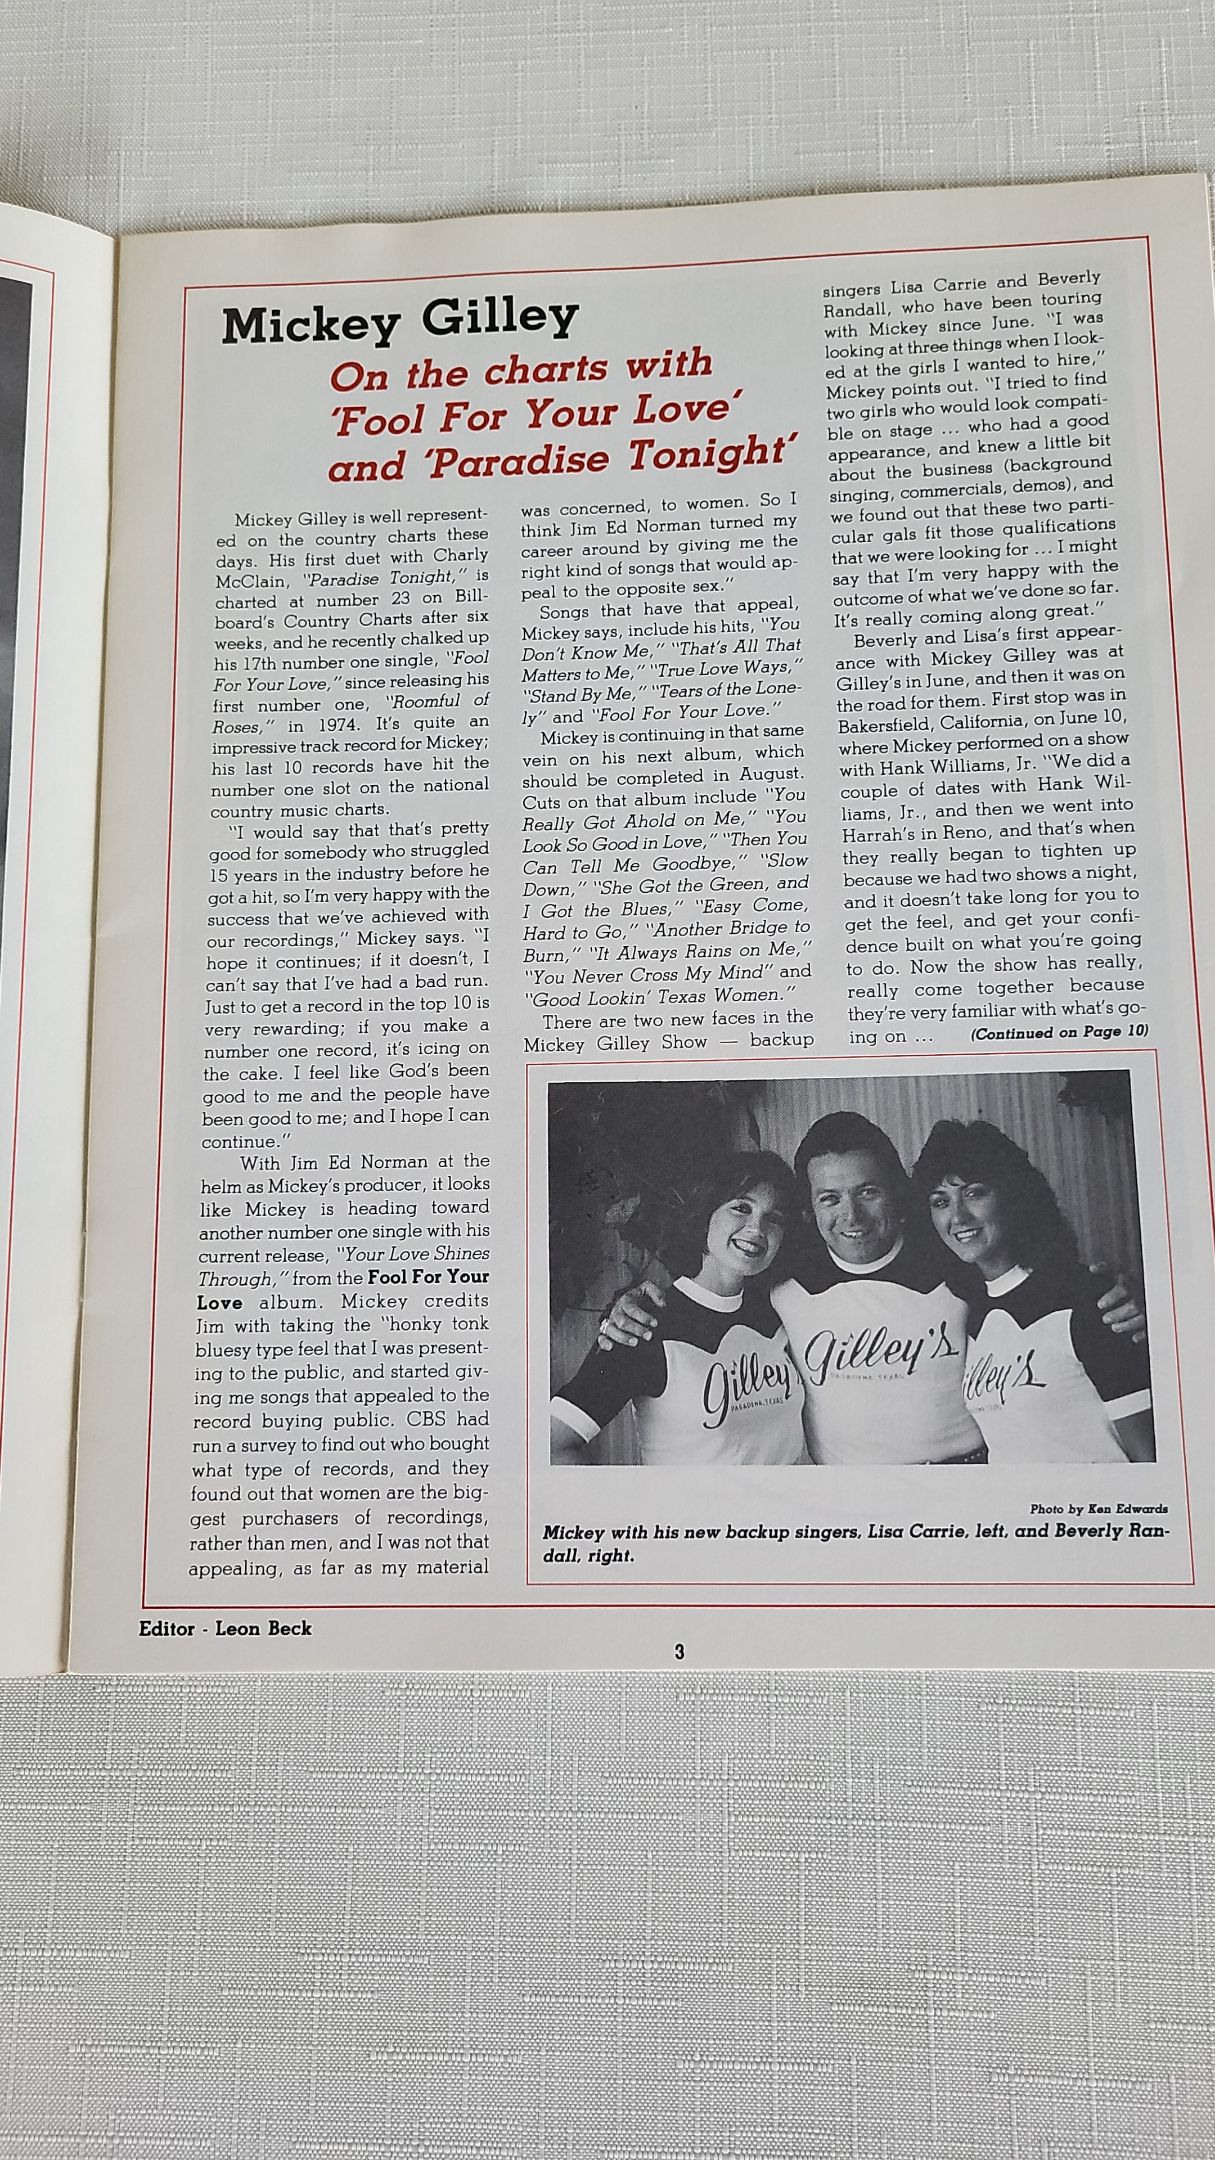 Mickey Gilley
On the charts with
'Fool For Your Love'
and 'Paradise Tonight'
Mickey Gilley is well represent-
ed on the country charts these
days. His first duet with Charly
McClain, "Paradise Tonight," is
charted at number 23 on Bill-
board's Country Charts after six
weeks, and he recently chalked up
his 17th number one single, "Fool
For Your Love," since releasing his
first number one, "Roomful of
Roses," in 1974. It's quite an
impressive track record for Mickey;
his last 10 records have hit the
number one slot on the national
country music charts.
"I would say that that's pretty
good for somebody who struggled
15 years in the industry before he
got a hit, so I'm very happy with the
success that we've achieved with
our recordings," Mickey says. "I
hope it continues; if it doesn't, I
can't say that I've had a bad run.
Just to get a record in the top 10 is
very rewarding; if you make a
number one record, it's icing on
the cake. I feel like God's been
good to me and the people have
been good to me; and I hope I can
continue."
With Jim Ed Norman at the
helm as Mickey's producer, it looks
like Mickey is heading toward
another number one single with his
current release, "Your Love Shines
Through," from the Fool For Your
Love album. Mickey credits
Jim with taking the "honky tonk
bluesy type feel that I was present-
ing to the public, and started giv-
ing me songs that appealed to the
record buying public. CBS had
run a survey to find out who bought
what type of records, and they
found out that women are the big-
gest purchasers of recordings,
rather than men, and I was not that
appealing, as far as my material
was concerned, to women. So I
think Jim Ed Norman turned my
career around by giving me the
right kind of songs that would ap-
peal to the opposite sex."
Songs that have that appeal,
Mickey says, include his hits, "You
Don't Know Me," "That's All That
Matters to Me," "True Love Ways,"
"Stand By Me," "Tears of the Lone-
ly" and "Fool For Your Love."
Mickey is continuing in that same
vein on his next album, which
should be completed in August.
Cuts on that album include "You
Really Got Ahold on Me," "You
Look So Good in Love," "Then You
Can Tell Me Goodbye," "Slow
Down," "She Got the Green, and
I Got the Blues," "Easy Come,
Hard to Go," "Another Bridge to
Burn," "It Always Rains on Me,"
"You Never Cross My Mind" and
"Good Lookin' Texas Women."
There are two new faces in the
Mickey Gilley Show — backup
singers Lisa Carrie and Beverly
Randall, who have been touring
with Mickey since June. "I was
looking at three things when I look-
ed at the girls I wanted to hire,"
Mickey points out. "I tried to find
two girls who would look compati-
ble on stage ... who had a good
appearance, and knew a little bit
about the business (background
singing, commercials, demos), and
we found out that these two parti-
cular gals fit those qualifications
that we were looking for ... I might
say that I'm very happy with the
outcome of what we've done so far.
It's really coming along great."
Beverly and Lisa's first appear-
ance with Mickey Gilley was at
Gilley's in June, and then it was on
the road for them. First stop was in
Bakersfield, California, on June 10,
where Mickey performed on a show
with Hank Williams, Jr. "We did a
couple of dates with Hank Wil-
liams, Jr., and then we went into
Harrah's in Reno, and that's when
they really began to tighten up
because we had two shows a night,
and it doesn't take long for you to
get the feel, and get your confi-
dence built on what you're going
to do. Now the show has really,
really come together because
they're very familiar with what's go-
ing on ... (Continued on Page 10)
Gilley'
PASADENA, TEXAS
Gilley's
PASADENA, TEXAS
illey's
Photo by Ken Edwards
Mickey with his new backup singers, Lisa Carrie, left, and Beverly Ran-
dall, right.
Editor - Leon Beck
3